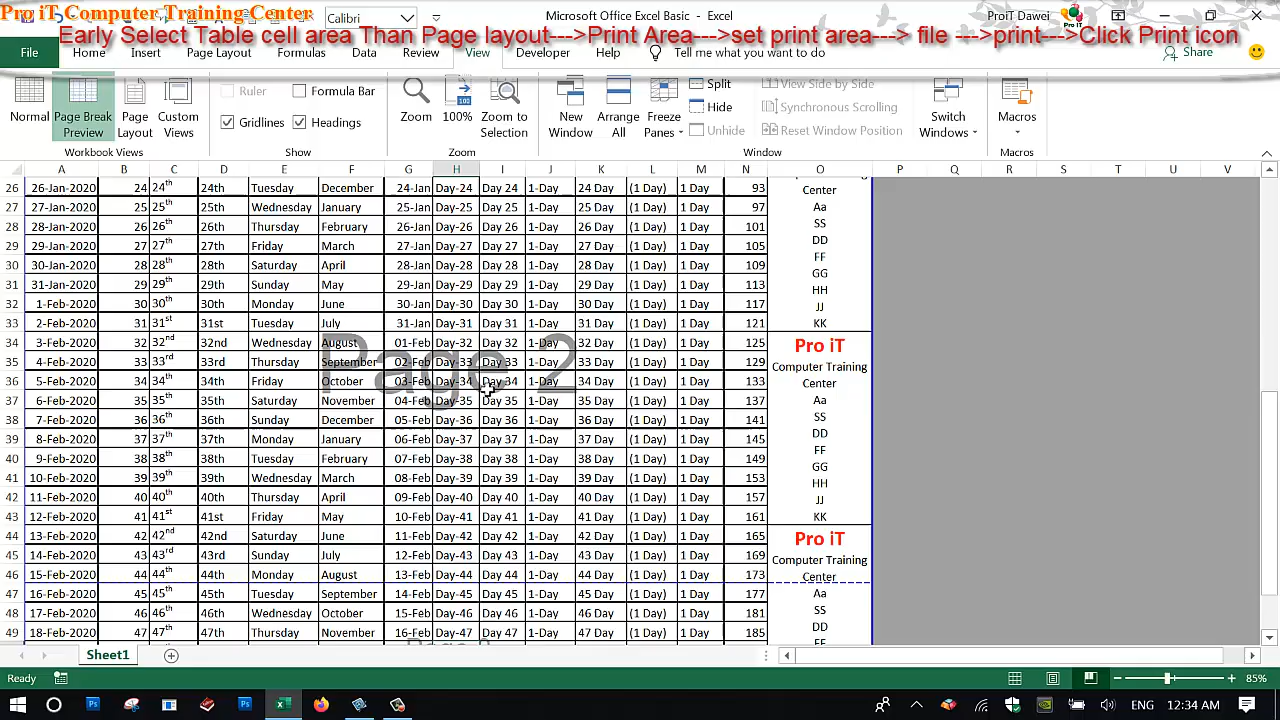 Pro iT Computer Training Center
Calibri
Microsoft Office Excel Basic - Excel
ProiT Dawei
Early Select Table cell area Than Page layout--->Print Area--->set print area---> file --->print--->Click Print icon
File Home Insert Page Layout Formulas Data Review View Developer Help Tell me what you want to do Share
Normal Page Break Preview Page Layout Custom Views
Workbook Views
Ruler Formula Bar
Gridlines Headings
Show
Zoom 100% Zoom to Selection
Zoom
New Window Arrange All Freeze Panes
Split
Hide
Unhide
View Side by Side
Synchronous Scrolling
Reset Window Position
Window
Switch Windows
Macros
Macros
A B C D E F G H I J K L M N O P Q R S T U V
26 26-Jan-2020 24 24th 24th Tuesday December 24-Jan Day-24 Day 24 1-Day 24 Day (1 Day) 1 Day 93 Center
27 27-Jan-2020 25 25th 25th Wednesday January 25-Jan Day-25 Day 25 1-Day 25 Day (1 Day) 1 Day 97 Aa
28 28-Jan-2020 26 26th 26th Thursday February 26-Jan Day-26 Day 26 1-Day 26 Day (1 Day) 1 Day 101 SS
29 29-Jan-2020 27 27th 27th Friday March 27-Jan Day-27 Day 27 1-Day 27 Day (1 Day) 1 Day 105 DD
FF
30 30-Jan-2020 28 28th 28th Saturday April 28-Jan Day-28 Day 28 1-Day 28 Day (1 Day) 1 Day 109 GG
31 31-Jan-2020 29 29th 29th Sunday May 29-Jan Day-29 Day 29 1-Day 29 Day (1 Day) 1 Day 113 HH
32 1-Feb-2020 30 30th 30th Monday June 30-Jan Day-30 Day 30 1-Day 30 Day (1 Day) 1 Day 117 JJ
33 2-Feb-2020 31 31st 31st Tuesday July 31-Jan Day-31 Day 31 1-Day 31 Day (1 Day) 1 Day 121 KK
34 3-Feb-2020 32 32nd 32nd Wednesday August 01-Feb Day-32 Day 32 1-Day 32 Day (1 Day) 1 Day 125 Pro iT
35 4-Feb-2020 33 33rd 33rd Thursday September 02-Feb Day-33 Day 33 1-Day 33 Day (1 Day) 1 Day 129 Computer Training
Page 2
36 5-Feb-2020 34 34th 34th Friday October 03-Feb Day-34 Day 34 1-Day 34 Day (1 Day) 1 Day 133 Center
37 6-Feb-2020 35 35th 35th Saturday November 04-Feb Day-35 Day 35 1-Day 35 Day (1 Day) 1 Day 137 Aa
38 7-Feb-2020 36 36th 36th Sunday December 05-Feb Day-36 Day 36 1-Day 36 Day (1 Day) 1 Day 141 SS
39 8-Feb-2020 37 37th 37th Monday January 06-Feb Day-37 Day 37 1-Day 37 Day (1 Day) 1 Day 145 DD
40 9-Feb-2020 38 38th 38th Tuesday February 07-Feb Day-38 Day 38 1-Day 38 Day (1 Day) 1 Day 149 FF
GG
41 10-Feb-2020 39 39th 39th Wednesday March 08-Feb Day-39 Day 39 1-Day 39 Day (1 Day) 1 Day 153 HH
42 11-Feb-2020 40 40th 40th Thursday April 09-Feb Day-40 Day 40 1-Day 40 Day (1 Day) 1 Day 157 JJ
43 12-Feb-2020 41 41st 41st Friday May 10-Feb Day-41 Day 41 1-Day 41 Day (1 Day) 1 Day 161 KK
44 13-Feb-2020 42 42nd 42nd Saturday June 11-Feb Day-42 Day 42 1-Day 42 Day (1 Day) 1 Day 165 Pro iT
45 14-Feb-2020 43 43rd 43rd Sunday July 12-Feb Day-43 Day 43 1-Day 43 Day (1 Day) 1 Day 169 Computer Training
46 15-Feb-2020 44 44th 44th Monday August 13-Feb Day-44 Day 44 1-Day 44 Day (1 Day) 1 Day 173 Center
47 16-Feb-2020 45 45th 45th Tuesday September 14-Feb Day-45 Day 45 1-Day 45 Day (1 Day) 1 Day 177 Aa
48 17-Feb-2020 46 46th 46th Wednesday October 15-Feb Day-46 Day 46 1-Day 46 Day (1 Day) 1 Day 181 SS
49 18-Feb-2020 47 47th 47th Thursday November 16-Feb Day-47 Day 47 1-Day 47 Day (1 Day) 1 Day 185 DD
Sheet1
Ready
85%
ENG
12:34 AM